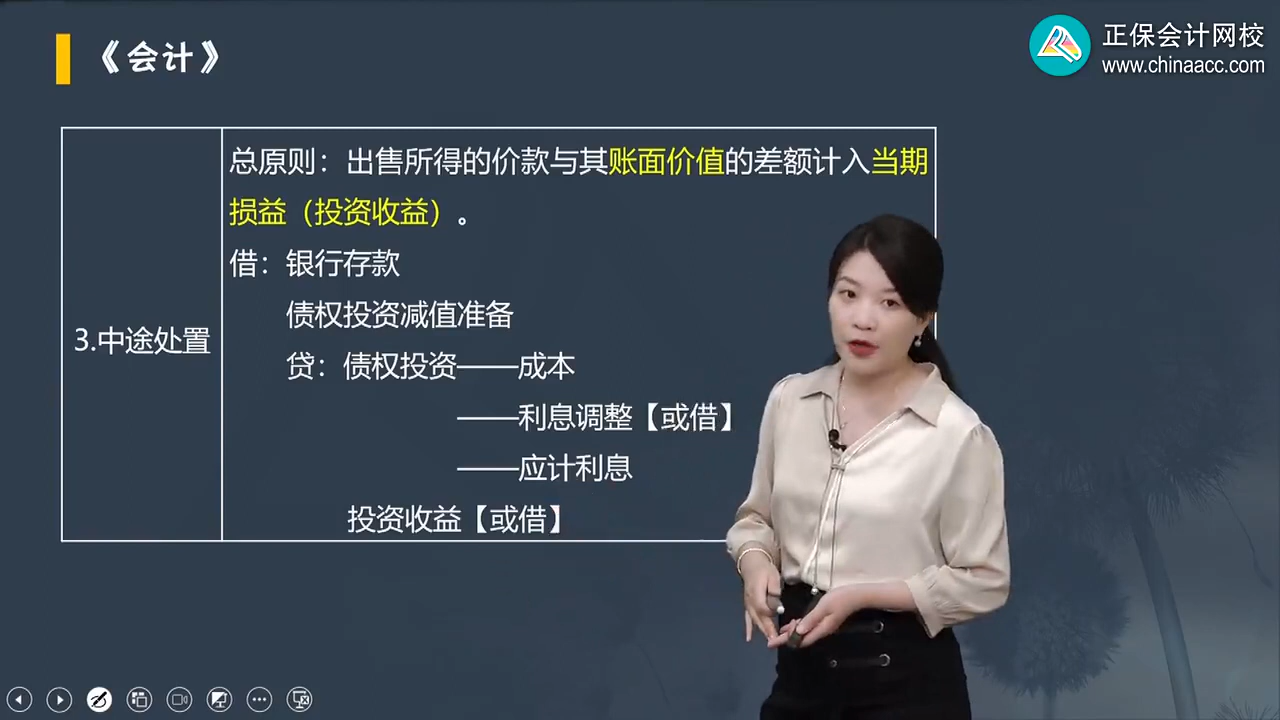 《会计》
正保会计网校
www.chinaacc.com
总原则：出售所得的价款与其账面价值的差额计入当期
损益（投资收益）。
借：银行存款
债权投资减值准备
3.中途处置
贷：债权投资——成本
——利息调整【或借】
——应计利息
投资收益【或借】